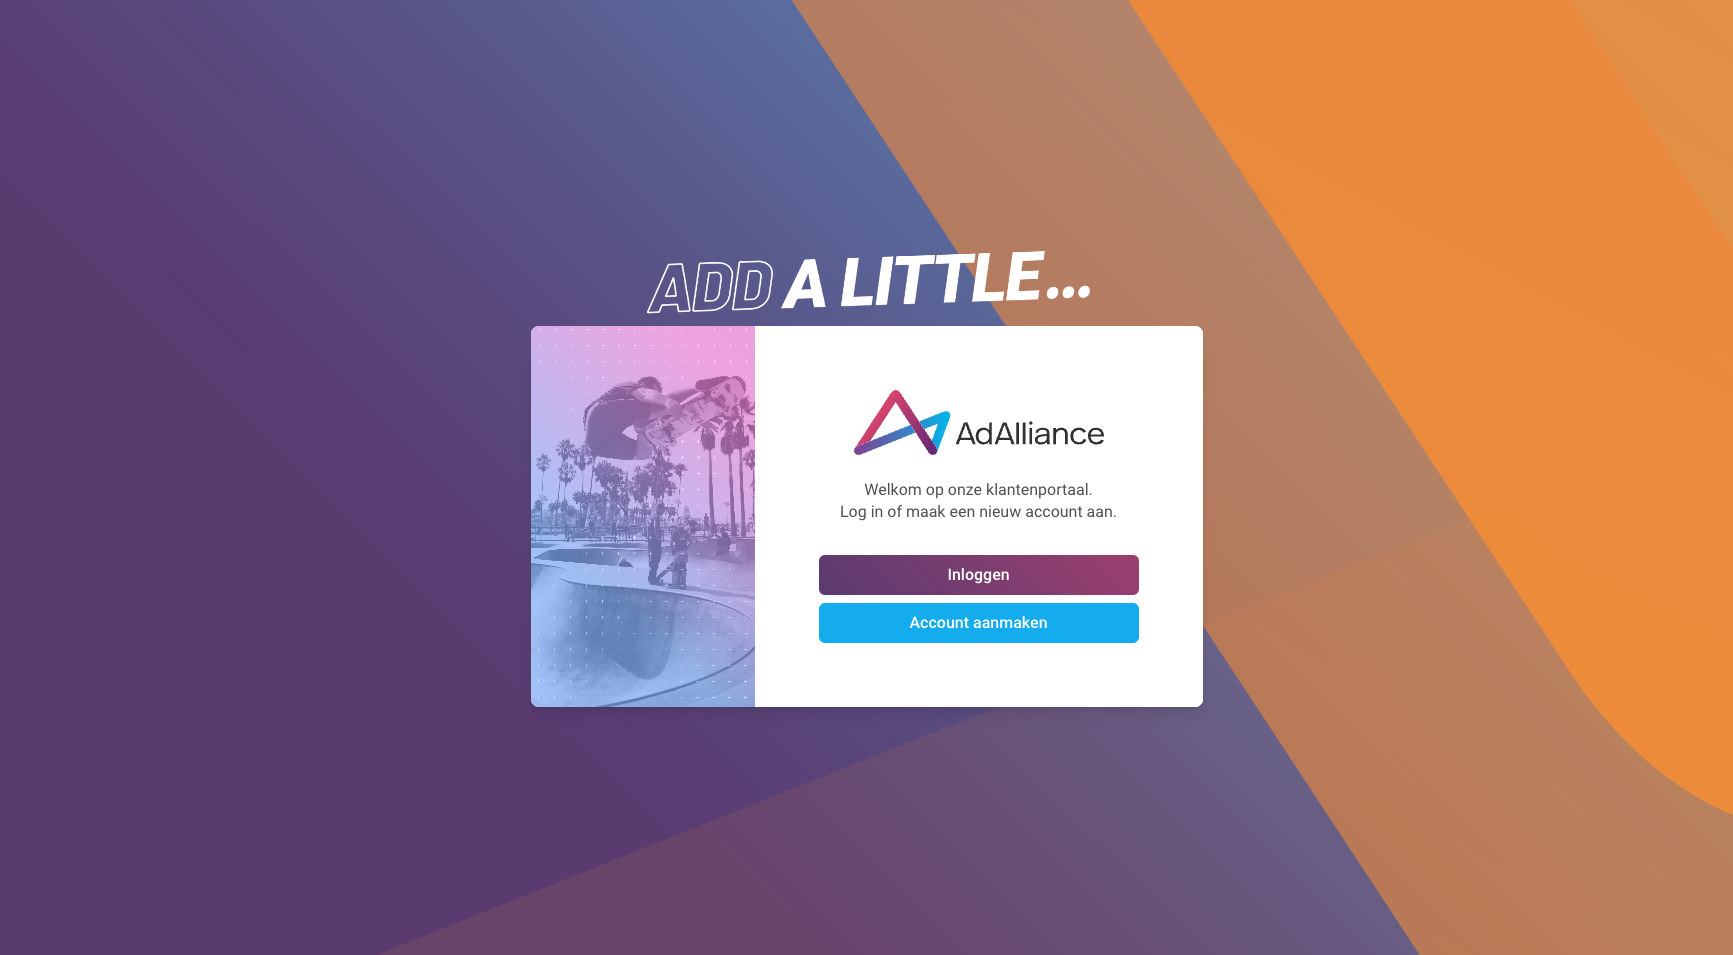 ADD A LITTLE...
AdAlliance
Welkom op onze klantenportaal.
Log in of maak een nieuw account aan.
Inloggen
Account aanmaken